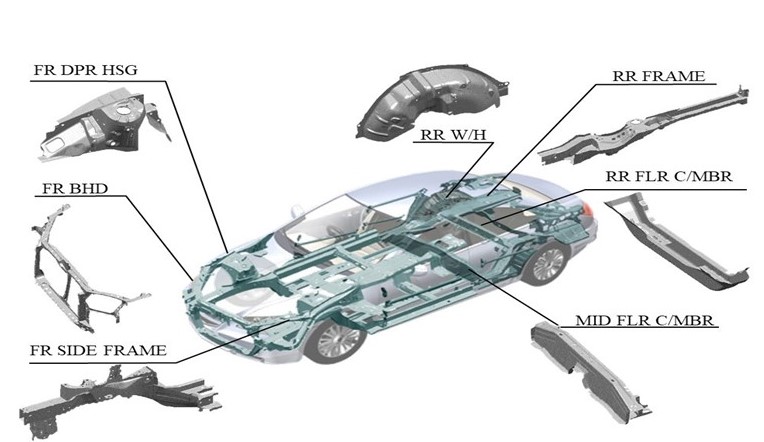 FR DPR HSG
RR FRAME
RR W/H
RR FLR C/MBR
FR BHD
MID FLR C/MBR
FR SIDE FRAME